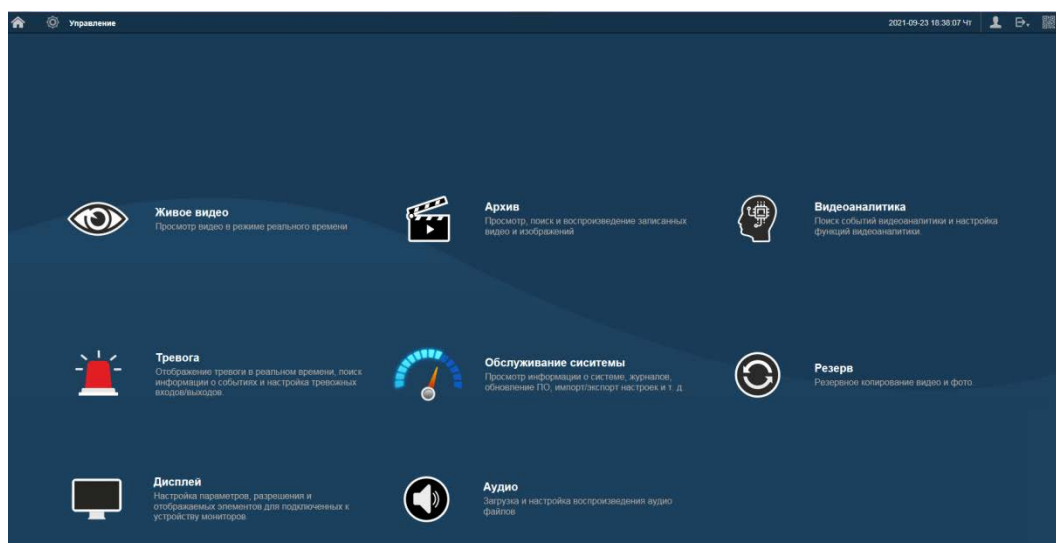 Управление
2021-09-23 18:38:07 Чт
Живое видео
Просмотр видео в режиме реального времени
Архив
Просмотр, поиск и воспроизведение записанных
видео и изображений
Видеоаналитика
Поиск событий видеоаналитики и настройка
функций видеоаналитики.
Тревога
Отображение тревоги в реальном времени, поиск
информации о событиях и настройка тревожных
входов/выходов.
Обслуживание сиситемы
Просмотр информации о системе, журналов,
обновление ПО, импорт/экспорт настроек и т. д.
Резерв
Резервное копирование видео и фото.
Дисплей
Настройка параметров, разрешения и
отображаемых элементов для подключенных к
устройству мониторов.
Аудио
Загрузка и настройка воспроизведения аудио
файлов